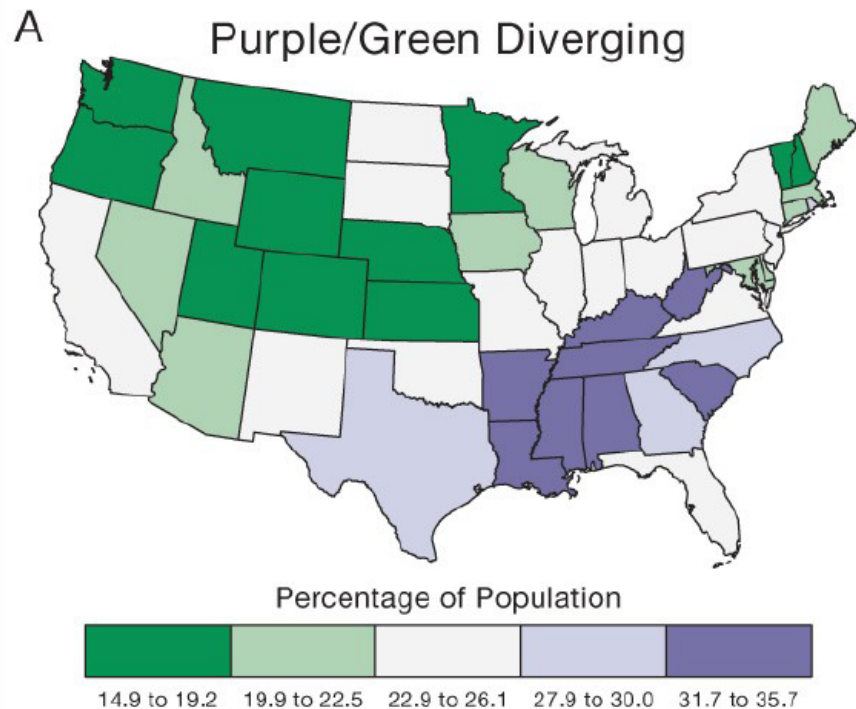 A
Purple/Green Diverging
Percentage of Population
14.9 to 19.2 19.9 to 22.5 22.9 to 26.1 27.9 to 30.0 31.7 to 35.7